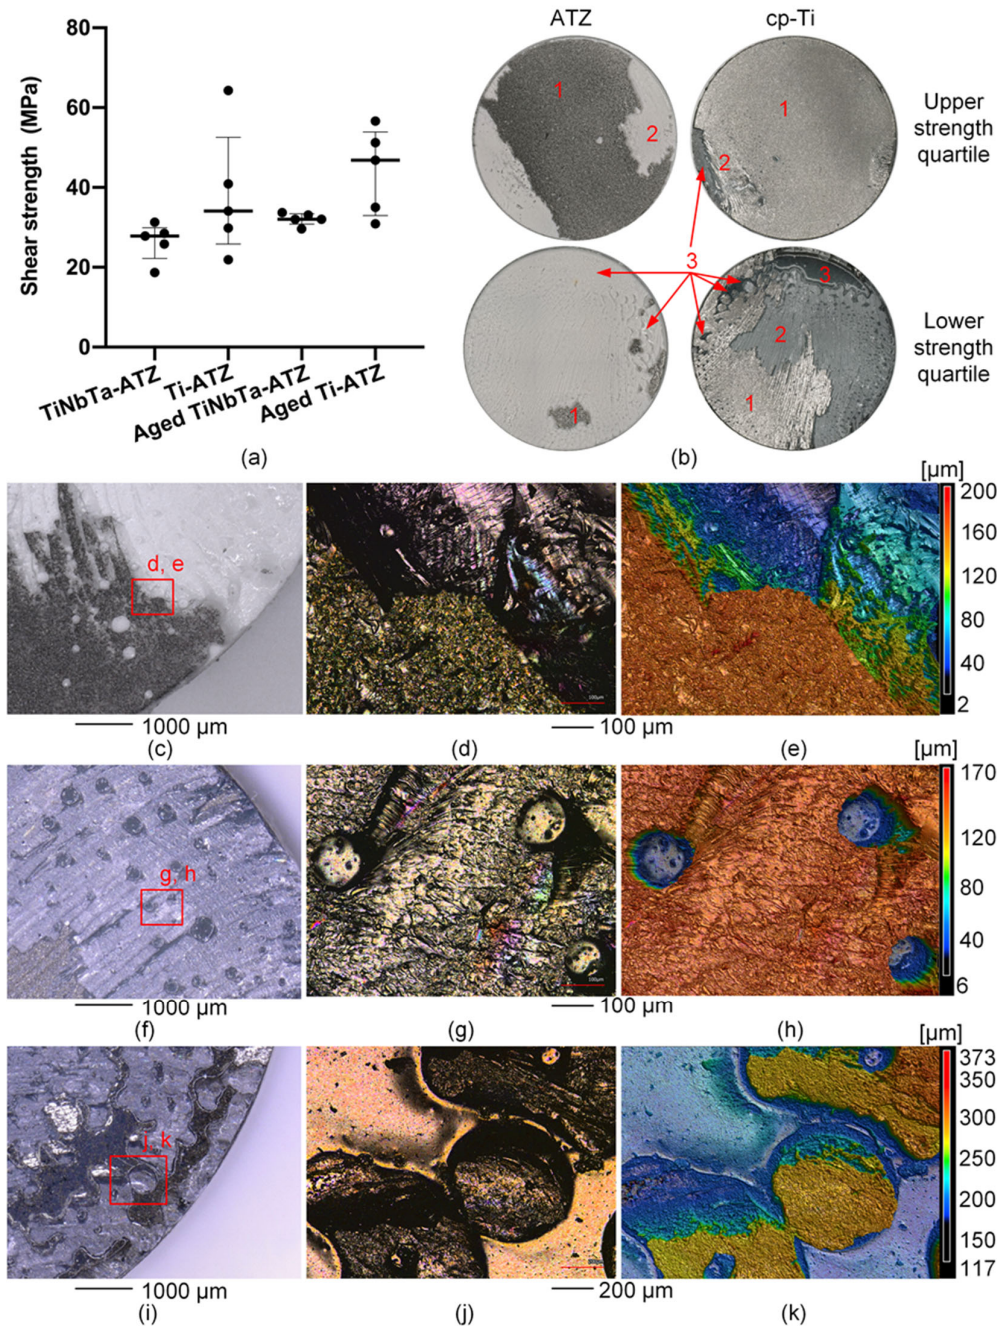 80
60
40
20
0
Shear strength (MPa)
TiNbTa-ATZ
Ti-ATZ
Aged TiNbTa-ATZ
Aged Ti-ATZ
(a)
ATZ
cp-Ti
1
2
1
2
Upper
strength
quartile
3
1
3
2
1
Lower
strength
quartile
(b)
d, e
1000 µm
(c)
100µm
100 µm
(d)
(e)
[µm]
200
160
120
80
40
2
g, h
1000 µm
(f)
100µm
100 µm
(g)
(h)
[µm]
170
120
80
40
6
j, k
1000 µm
(i)
200 µm
(j)
(k)
[µm]
373
350
300
250
200
150
117